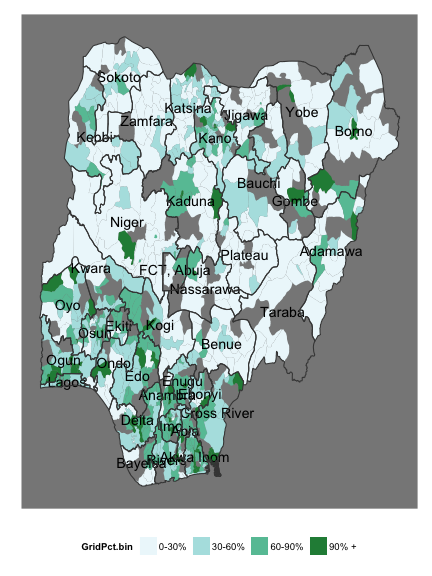 Sokoto
Katsina
Jigawa
Yobe
Zamfara
Borno
Kebbi
Kano
Bauchi
Kaduna
Gombe
Niger
Adamawa
Plateau
Kwara
FCT, Abuja
Nassarawa
Oyo
Taraba
Osun
Ekiti
Kogi
Benue
Ogun
Ondo
Edo
Lagos
Enugu
Anambra
Ebonyi
Cross River
Delta
Imo
Abia
Bayelsa
Rivers
Akwa Ibom
GridPct.bin 0-30% 30-60% 60-90% 90% +